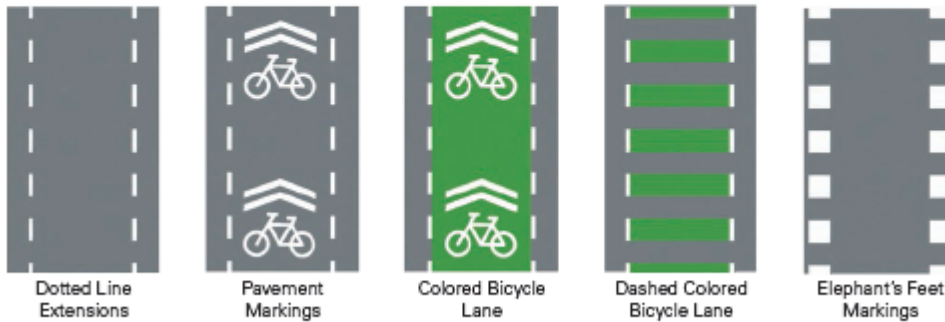 Dotted Line
Extensions
Pavement
Markings
Colored Bicycle
Lane
Dashed Colored
Bicycle Lane
Elephant's Feet
Markings